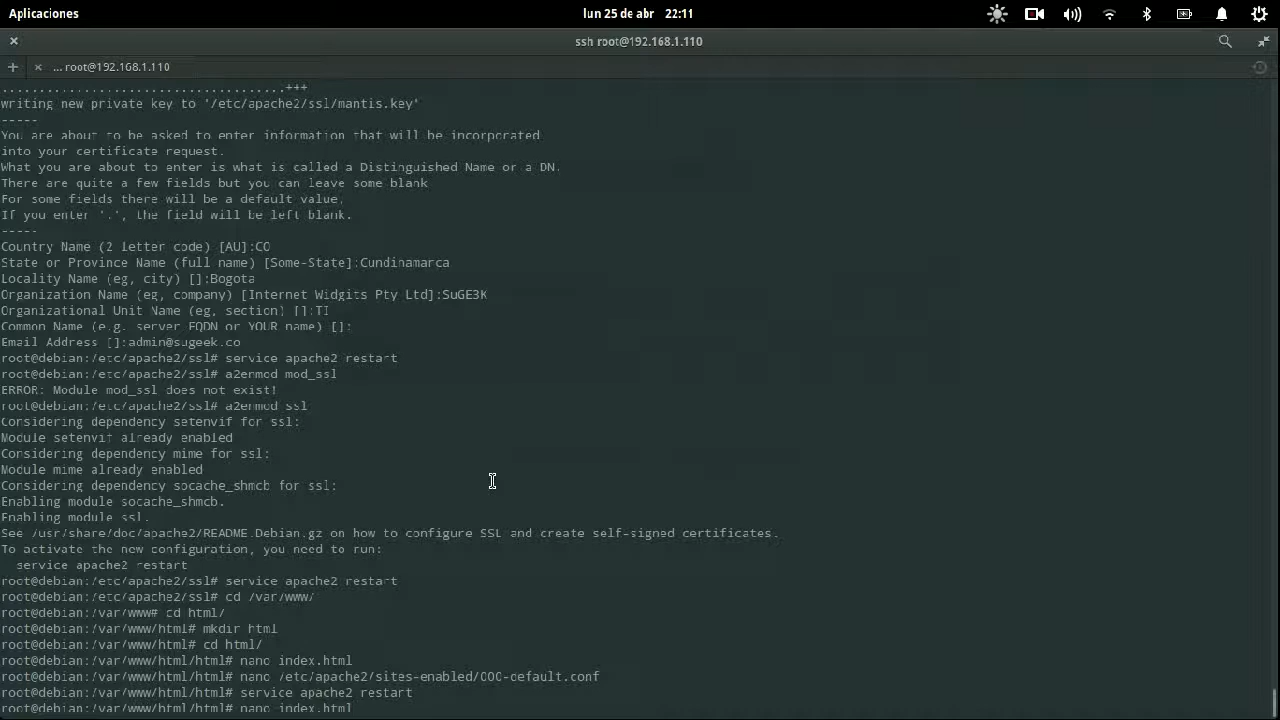 Aplicaciones
lun 25 de abr 22:11
ssh root@192.168.1.110
... root@192.168.1.110
.....................................+++
writing new private key to '/etc/apache2/ssl/mantis.key'
-----
You are about to be asked to enter information that will be incorporated
into your certificate request.
What you are about to enter is what is called a Distinguished Name or a DN.
There are quite a few fields but you can leave some blank
For some fields there will be a default value,
If you enter '.', the field will be left blank.
-----
Country Name (2 letter code) [AU]:CO
State or Province Name (full name) [Some-State]:Cundinamarca
Locality Name (eg, city) []:Bogota
Organization Name (eg, company) [Internet Widgits Pty Ltd]:SuGE3K
Organizational Unit Name (eg, section) []:TI
Common Name (e.g. server FQDN or YOUR name) []:
Email Address []:admin@sugeek.co
root@debian:/etc/apache2/ssl# service apache2 restart
root@debian:/etc/apache2/ssl# a2enmod mod_ssl
ERROR: Module mod_ssl does not exist!
root@debian:/etc/apache2/ssl# a2enmod ssl
Considering dependency setenvif for ssl:
Module setenvif already enabled
Considering dependency mime for ssl:
Module mime already enabled
Considering dependency socache_shmcb for ssl:
Enabling module socache_shmcb.
Enabling module ssl.
See /usr/share/doc/apache2/README.Debian.gz on how to configure SSL and create self-signed certificates.
To activate the new configuration, you need to run:
  service apache2 restart
root@debian:/etc/apache2/ssl# service apache2 restart
root@debian:/etc/apache2/ssl# cd /var/www/
root@debian:/var/www# cd html/
root@debian:/var/www/html# mkdir html
root@debian:/var/www/html# cd html/
root@debian:/var/www/html/html# nano index.html
root@debian:/var/www/html/html# nano /etc/apache2/sites-enabled/000-default.conf
root@debian:/var/www/html/html# service apache2 restart
root@debian:/var/www/html/html# nano index.html